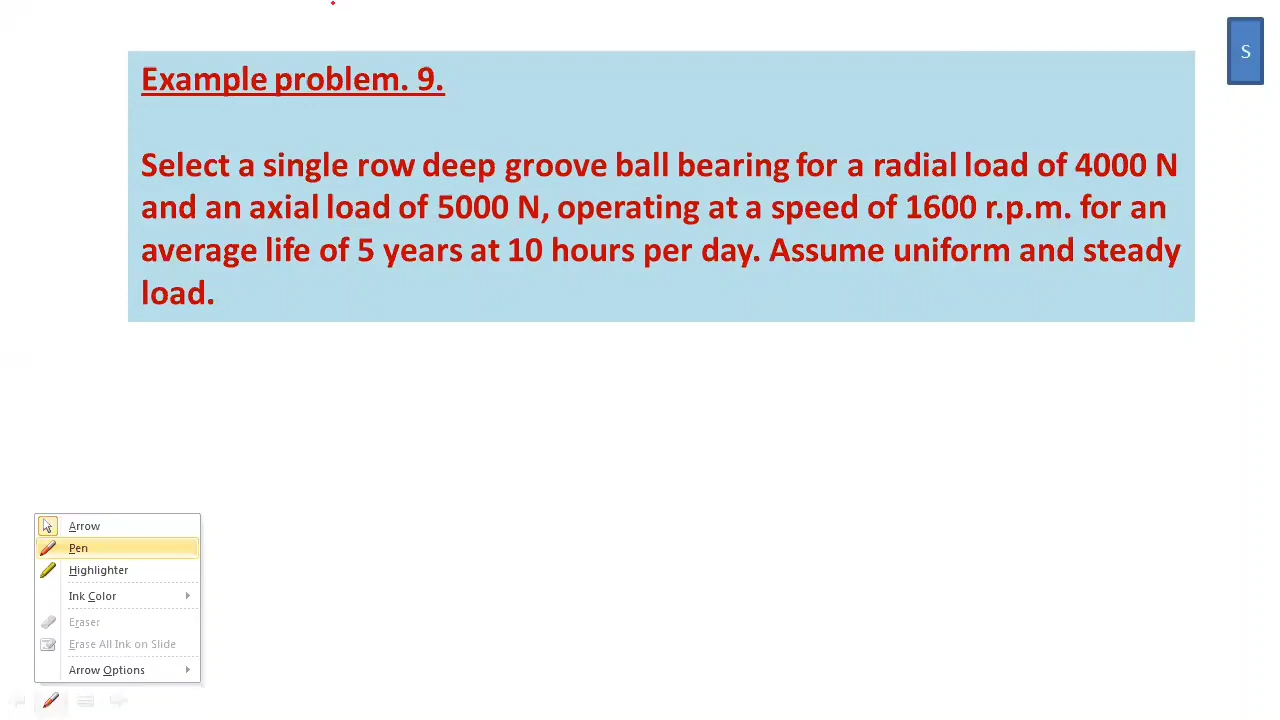 S
Example problem. 9.
Select a single row deep groove ball bearing for a radial load of 4000 N
and an axial load of 5000 N, operating at a speed of 1600 r.p.m. for an
average life of 5 years at 10 hours per day. Assume uniform and steady
load.
Arrow
Pen
Highlighter
Ink Color
Eraser
Erase All Ink on Slide
Arrow Options